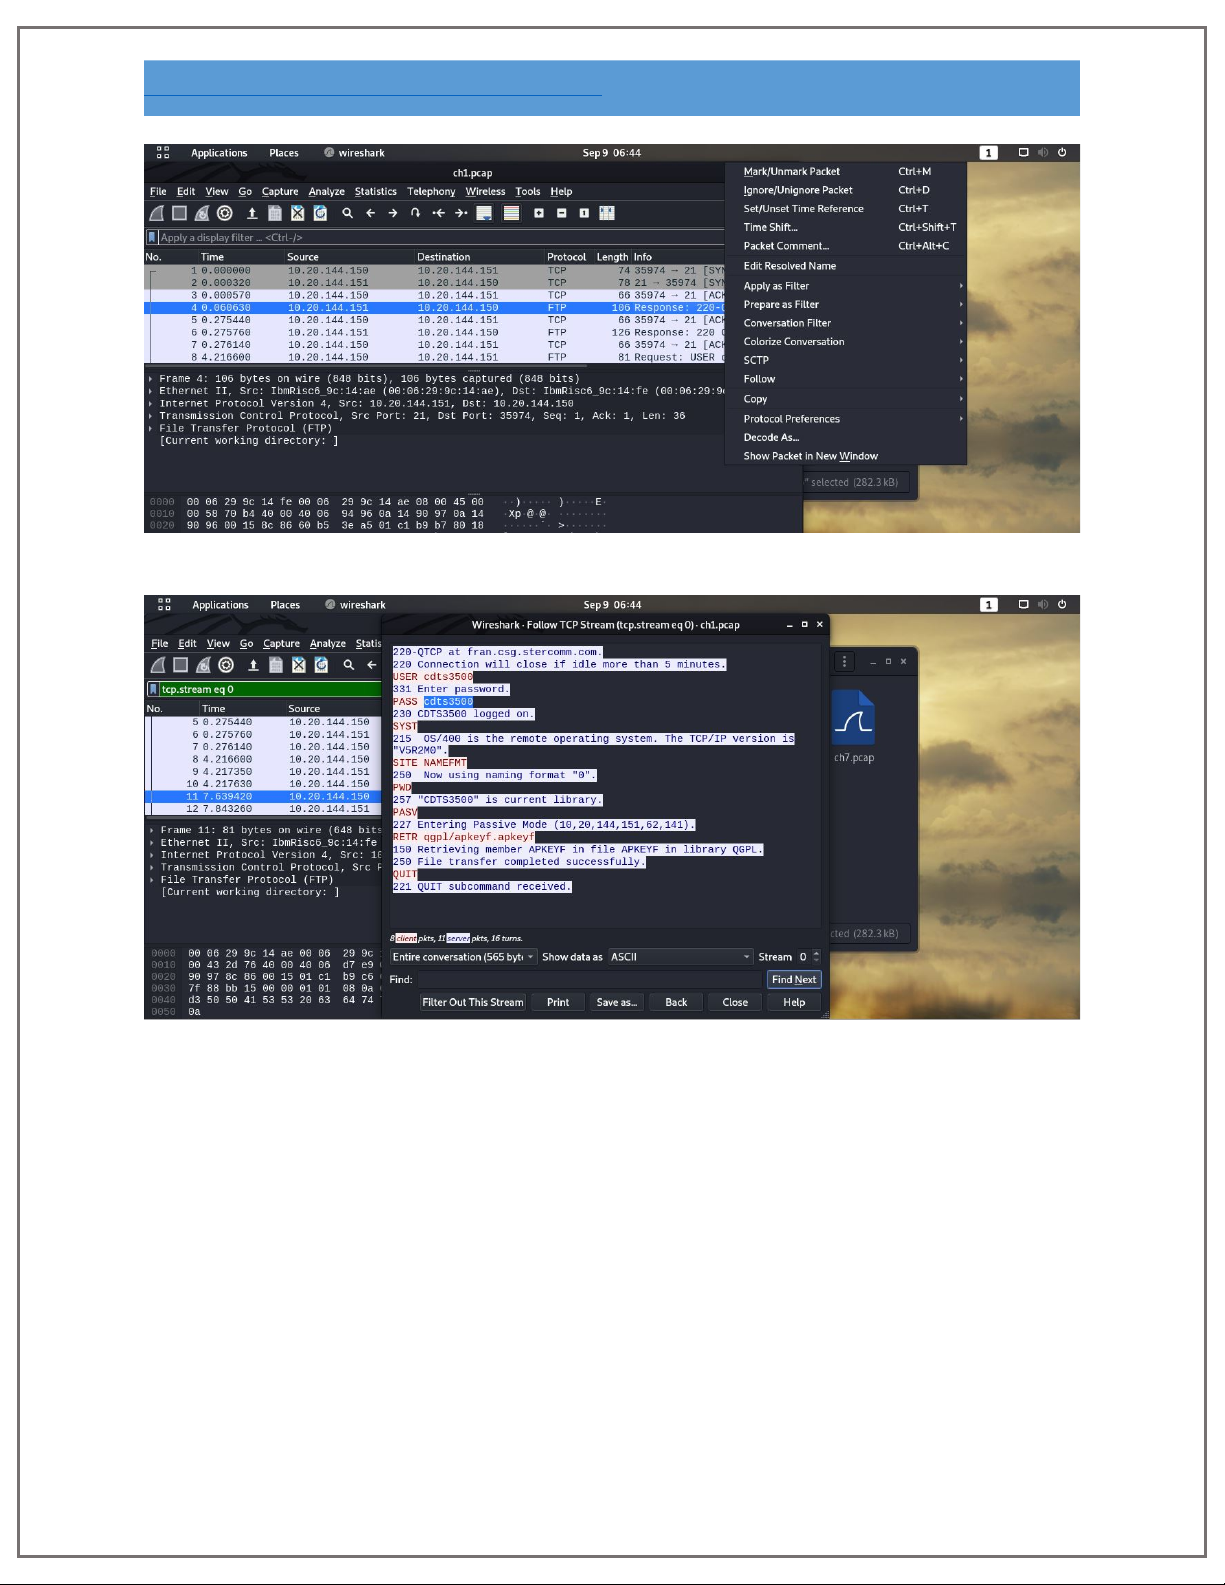 Applications Places wireshark Sep 9 06:44 1
ch1.pcap
File Edit View Go Capture Analyze Statistics Telephony Wireless Tools Help
Apply a display filter ... <Ctrl-/>
No. Time Source Destination Protocol Length Info
1 0.000000 10.20.144.150 10.20.144.151 TCP 74 35974 → 21 [SYN
2 0.000320 10.20.144.151 10.20.144.150 TCP 78 21 → 35974 [SYN
3 0.000570 10.20.144.150 10.20.144.151 TCP 66 35974 → 21 [ACK
4 0.060630 10.20.144.151 10.20.144.150 FTP 106 Response: 220-
5 0.275440 10.20.144.150 10.20.144.151 TCP 66 35974 → 21 [ACK
6 0.275760 10.20.144.151 10.20.144.150 FTP 126 Response: 220
7 0.276140 10.20.144.150 10.20.144.151 TCP 66 35974 → 21 [ACK
8 4.216600 10.20.144.150 10.20.144.151 FTP 81 Request: USER
Frame 4: 106 bytes on wire (848 bits), 106 bytes captured (848 bits)
Ethernet II, Src: IbmRisc6_9c:14:ae (00:06:29:9c:14:ae), Dst: IbmRisc6_9c:14:fe (00:06:29:9
Internet Protocol Version 4, Src: 10.20.144.151, Dst: 10.20.144.150
Transmission Control Protocol, Src Port: 21, Dst Port: 35974, Seq: 1, Ack: 1, Len: 36
File Transfer Protocol (FTP)
[Current working directory: ]
0000 00 06 29 9c 14 fe 00 06 29 9c 14 ae 08 00 45 00 ··)····· )·····E·
0010 00 58 70 b4 40 00 40 06 94 96 0a 14 90 97 0a 14 ·Xp·@·@· ········
0020 90 96 00 15 8c 86 60 b5 3e a5 01 c1 b9 b7 80 18 ······`· >·······
Mark/Unmark Packet Ctrl+M
Ignore/Unignore Packet Ctrl+D
Set/Unset Time Reference Ctrl+T
Time Shift... Ctrl+Shift+T
Packet Comment... Ctrl+Alt+C
Edit Resolved Name
Apply as Filter
Prepare as Filter
Conversation Filter
Colorize Conversation
SCTP
Follow
Copy
Protocol Preferences
Decode As...
Show Packet in New Window
" selected (282.3 kB)
Applications Places wireshark Sep 9 06:44 1
Wireshark · Follow TCP Stream (tcp.stream eq 0) · ch1.pcap
File Edit View Go Capture Analyze Statis
tcp.stream eq 0
No. Time Source
5 0.275440 10.20.144.150
6 0.275760 10.20.144.151
7 0.276140 10.20.144.150
8 4.216600 10.20.144.150
9 4.217350 10.20.144.151
10 4.217630 10.20.144.150
11 7.639420 10.20.144.150
12 7.843260 10.20.144.151
Frame 11: 81 bytes on wire (648 bits
Ethernet II, Src: IbmRisc6_9c:14:fe
Internet Protocol Version 4, Src: 10
Transmission Control Protocol, Src P
File Transfer Protocol (FTP)
[Current working directory: ]
0000 00 06 29 9c 14 ae 00 06 29 9c
0010 00 43 2d 76 40 00 40 06 d7 e9
0020 90 97 8c 86 00 15 01 c1 b9 c6
0030 7f 88 bb 15 00 00 01 01 08 0a
0040 d3 50 50 41 53 53 20 63 64 74
0050 0a
220-QTCP at fran.csg.stercomm.com.
220 Connection will close if idle more than 5 minutes.
USER cdts3500
331 Enter password.
PASS cdts3500
230 CDTS3500 logged on.
SYST
215  OS/400 is the remote operating system. The TCP/IP version is
"V5R2M0".
SITE NAMEFMT
250  Now using naming format "0".
PWD
257 "CDTS3500" is current library.
PASV
227 Entering Passive Mode (10,20,144,151,62,141).
RETR qgpl/apkeyf.apkeyf
150 Retrieving member APKEYF in file APKEYF in library QGPL.
250 File transfer completed successfully.
QUIT
221 QUIT subcommand received.
8 client pkts, 11 server pkts, 16 turns.
Entire conversation (565 byt Show data as ASCII Stream 0
Find: Find Next
Filter Out This Stream Print Save as... Back Close Help
ch7.pcap
cted (282.3 kB)